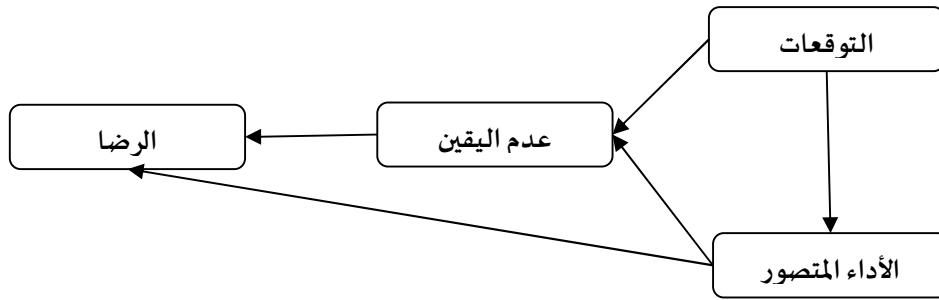 التوقعات
عدم اليقين
الرضا
الأداء المتصور